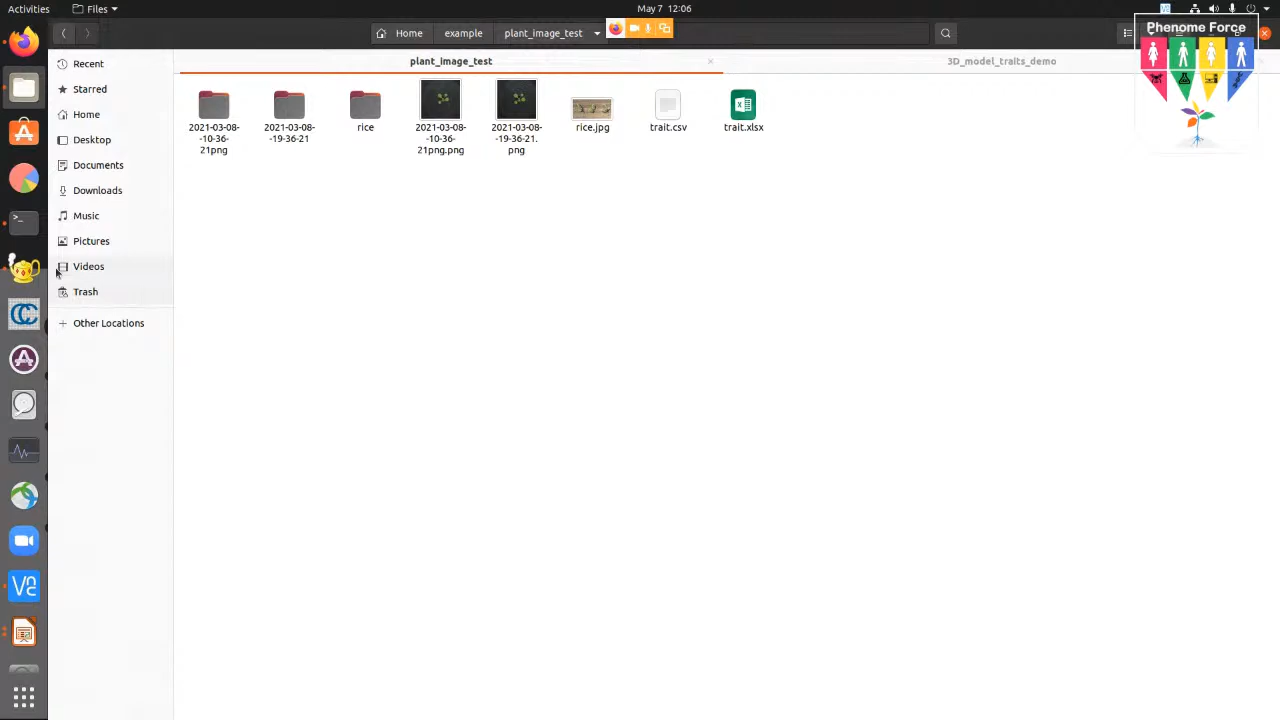 Activities
Files
May 7 12:06
Home
example
plant_image_test
Phenome Force
plant_image_test
3D_model_traits_demo
Recent
Starred
Home
Desktop
Documents
Downloads
Music
Pictures
Videos
Trash
Other Locations
2021-03-08-
-10-36-
21png
2021-03-08-
-19-36-21
rice
2021-03-08-
-10-36-
21png.png
2021-03-08-
-19-36-21.
png
rice.jpg
trait.csv
trait.xlsx